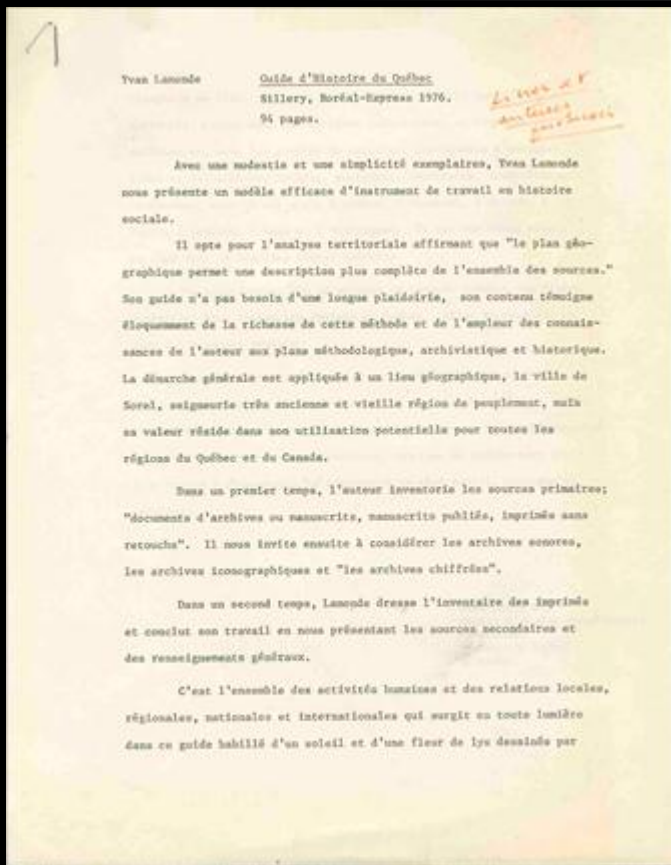 1
Yvan Lamonde Guide d'Histoire du Québec
Sillery, Boréal-Express 1976.
94 pages.
Livres et
auteurs
Avec une modestie et une simplicité exemplaires, Yvan Lamonde
nous présente un modèle efficace d'instrument de travail en histoire
sociale.
Il opte pour l'analyse territoriale affirmant que "le plan géo-
graphique permet une description plus complète de l'ensemble des sources."
Son guide n'a pas besoin d'une longue plaidoirie, son contenu témoigne
éloquemment de la richesse de cette méthode et de l'ampleur des connais-
sances de l'auteur aux plans méthodologique, archivistique et historique.
La démarche générale est appliquée à un lieu géographique, la ville de
Sorel, seigneurie très ancienne et vieille région de peuplement, mais
sa valeur réside dans son utilisation potentielle pour toutes les
régions du Québec et du Canada.
Dans un premier temps, l'auteur inventorie les sources primaires;
"documents d'archives ou manuscrits, manuscrits publiés, imprimés sans
retouche". Il nous invite ensuite à considérer les archives sonores,
les archives iconographiques et "les archives chiffrées".
Dans un second temps, Lamonde dresse l'inventaire des imprimés
et conclut son travail en nous présentant les sources secondaires et
des renseignements généraux.
C'est l'ensemble des activités humaines et des relations locales,
régionales, nationales et internationales qui surgit en toute lumière
dans ce guide habillé d'un soleil et d'une fleur de lys dessinés par